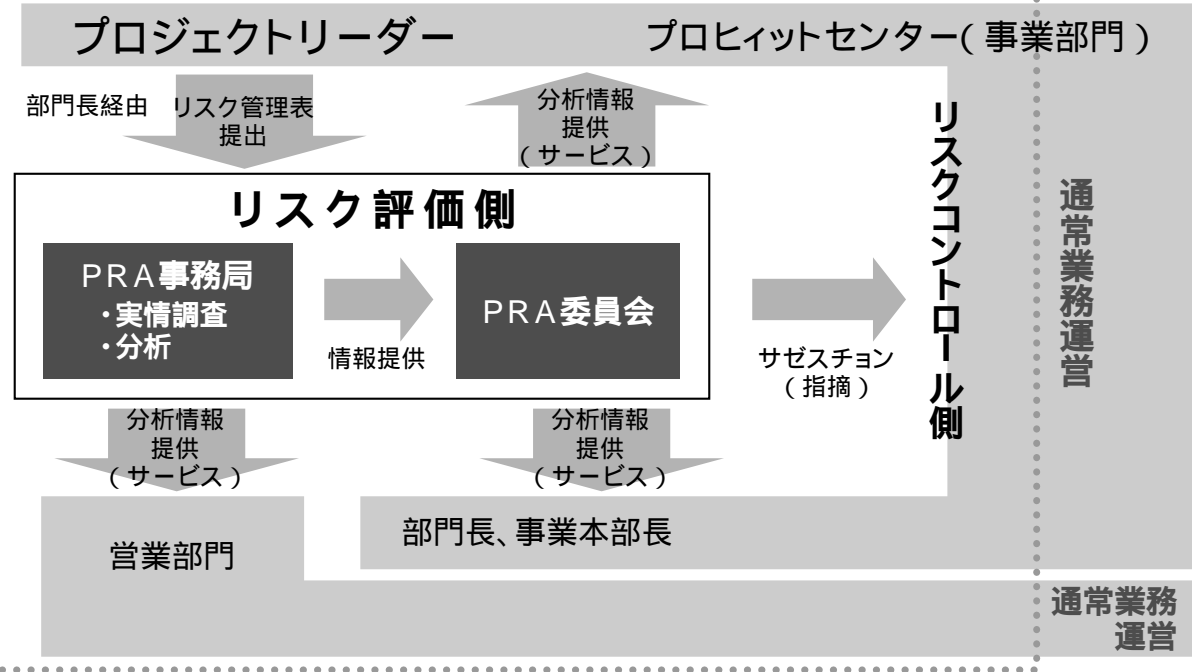 プロジェクトリーダー
プロヒィットセンター(事業部門)
部門長経由
リスク管理表
提出
分析情報
提供
(サービス)
リスク評価側
PRA事務局
・実情調査
・分析
情報提供
PRA委員会
サゼスチョン
(指摘)
リスクコントロール側
通常業務運営
分析情報
提供
(サービス)
分析情報
提供
(サービス)
営業部門
部門長、事業本部長
通常業務
運営